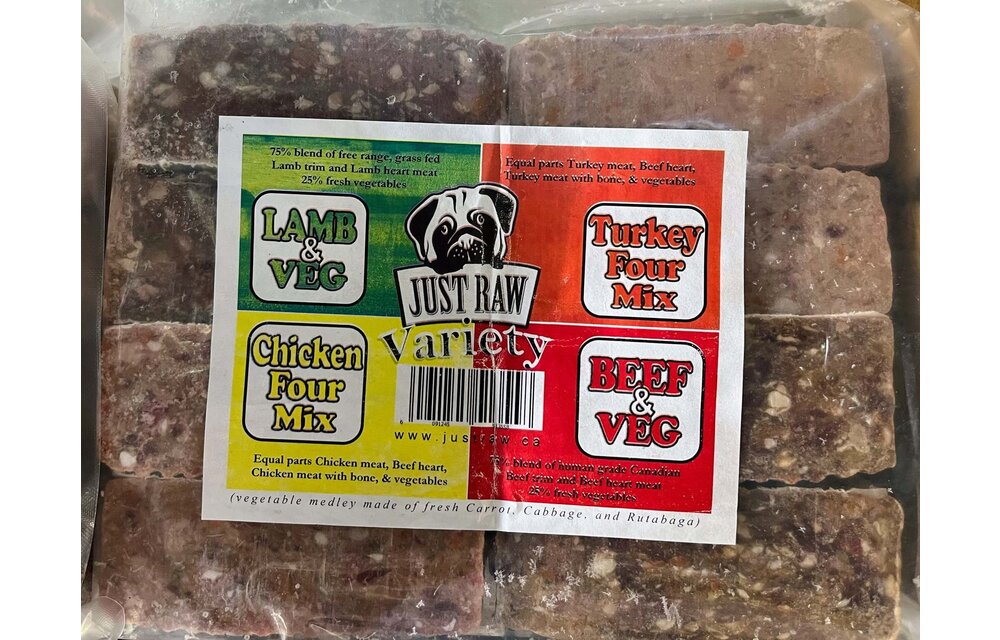 75% blend of free range, grass fed
Lamb trim and Lamb heart meat
25% fresh vegetables
LAMB
&
VEG
Equal parts Turkey meat, Beef heart,
Turkey meat with bone, & vegetables
Turkey
Four
Mix
JUST RAW
Variety
www.justraw.ca
Chicken
Four
Mix
Equal parts Chicken meat, Beef heart,
Chicken meat with bone, & vegetables
BEEF
&
VEG
75% blend of human grade Canadian
Beef trim and Beef heart meat
25% fresh vegetables
(vegetable medley made of fresh Carrot, Cabbage, and Rutabaga)